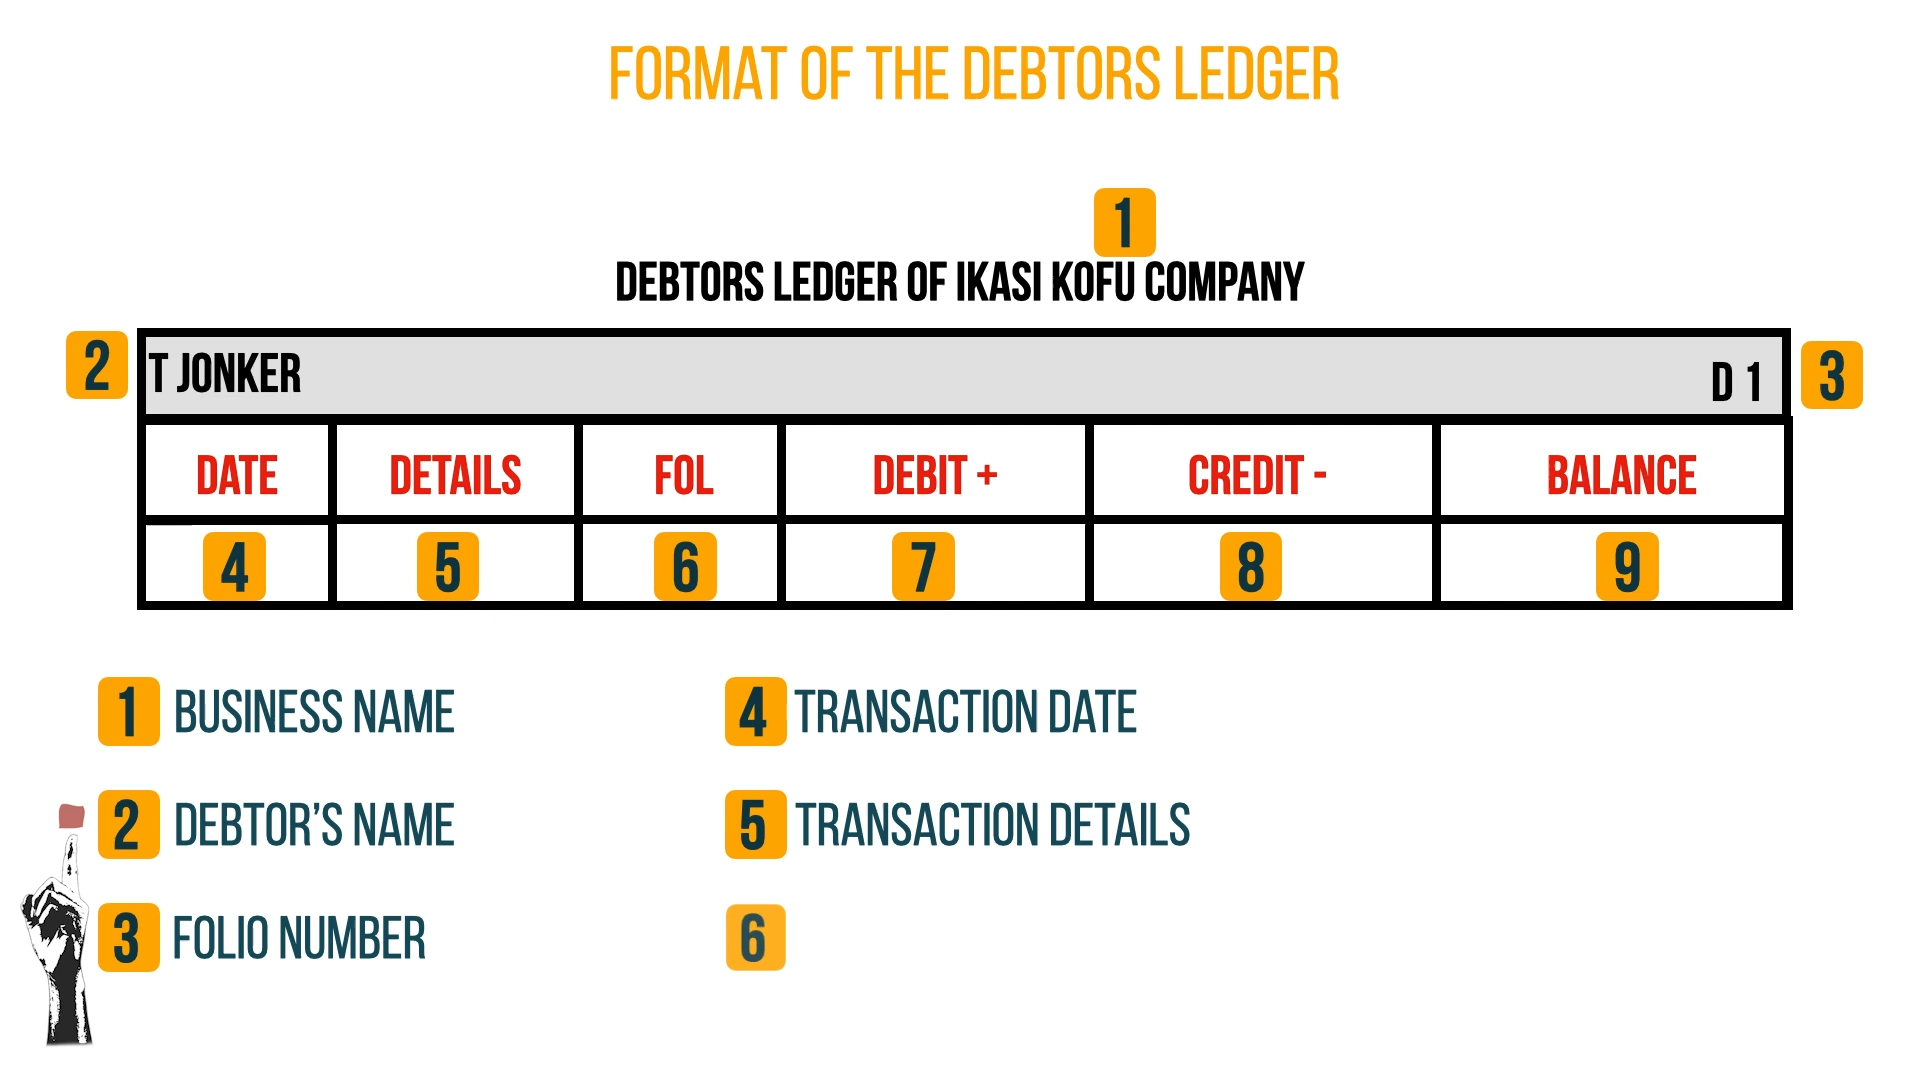 FORMAT OF THE DEBTORS LEDGER
1
DEBTORS LEDGER OF IKASI KOFU COMPANY
2 T JONKER D 1 3
DATE DETAILS FOL DEBIT + CREDIT - BALANCE
4 5 6 7 8 9
1 BUSINESS NAME 4 TRANSACTION DATE
2 DEBTOR'S NAME 5 TRANSACTION DETAILS
3 FOLIO NUMBER 6